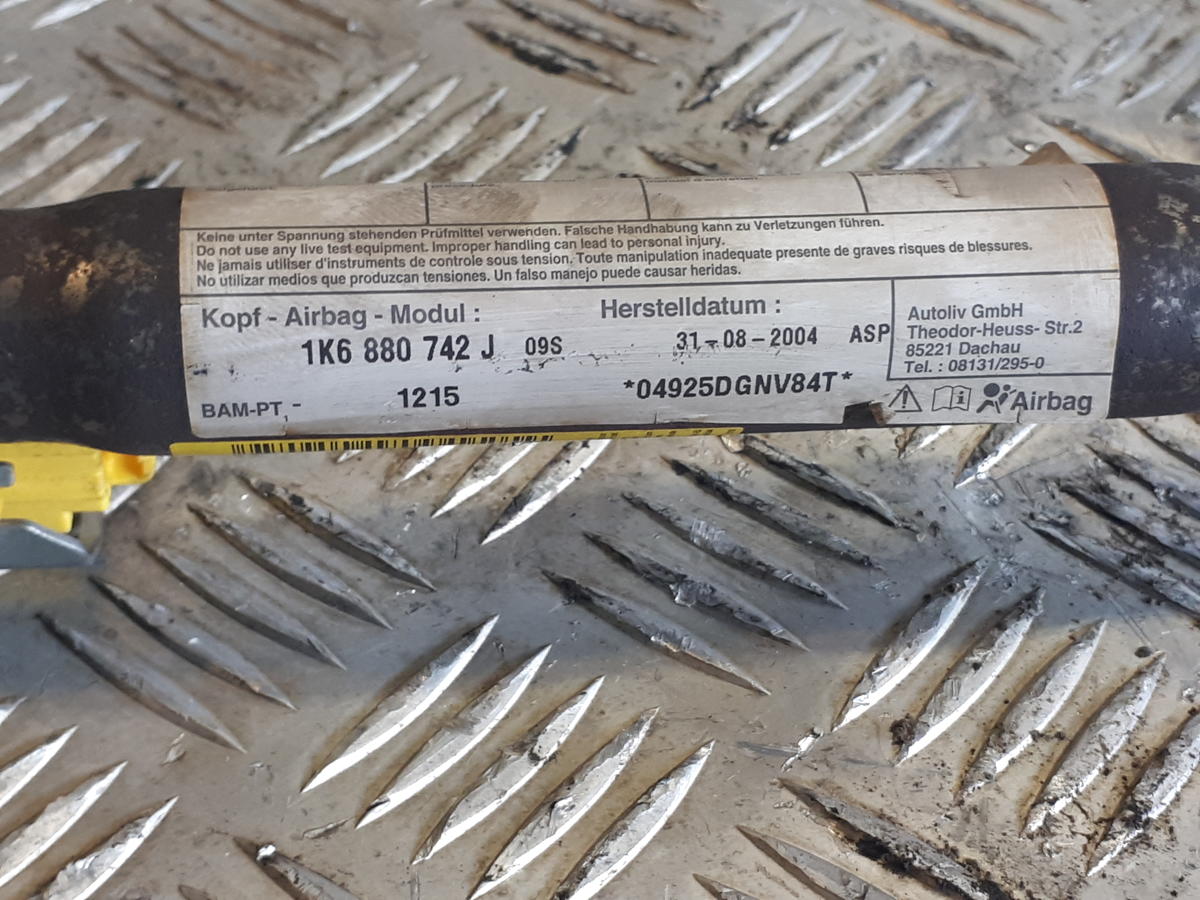 Keine unter Spannung stehenden Prüfmittel verwenden. Falsche Handhabung kann zu Verletzungen führen.
Do not use any live test equipment. Improper handling can lead to personal injury.
Ne jamais utiliser d'instruments de controle sous tension. Toute manipulation inadequate presente de graves risques de blessures.
No utilizar medios que produzcan tensiones. Un falso manejo puede causar heridas.
Kopf - Airbag - Modul :
1K6 880 742 J 09S
BAM-PT, - 1215
Herstelldatum :
31-08-2004 ASP
*04925DGNV84T*
Autoliv GmbH
Theodor-Heuss- Str.2
85221 Dachau
Tel. : 08131/295-0
Airbag